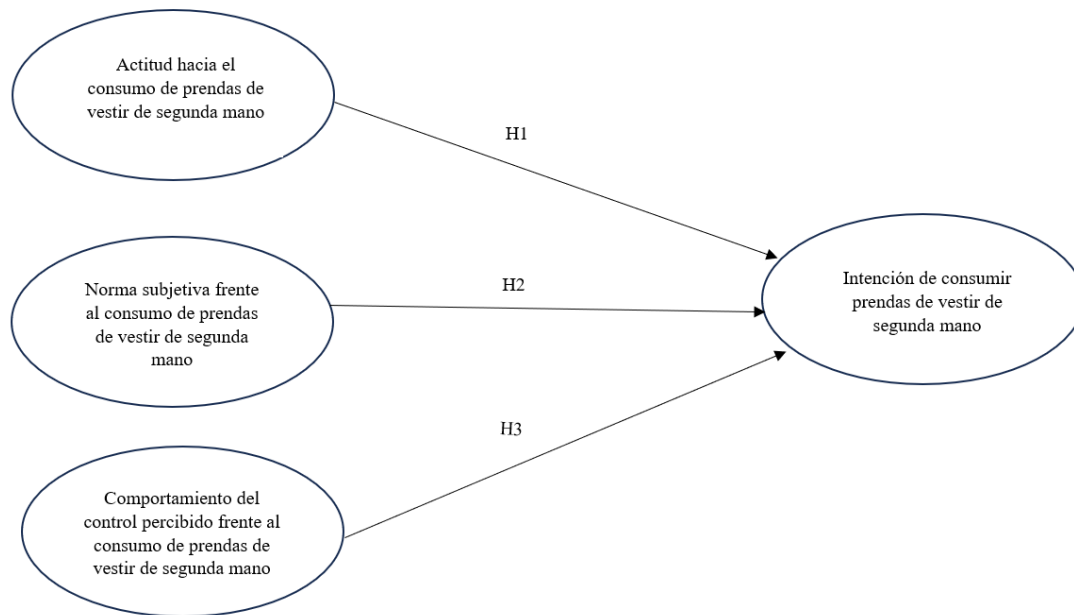 Actitud hacia el
consumo de prendas de
vestir de segunda mano
H1
Norma subjetiva frente
al consumo de prendas
de vestir de segunda
mano
H2
Intención de consumir
prendas de vestir de
segunda mano
H3
Comportamiento del
control percibido frente al
consumo de prendas de
vestir de segunda mano